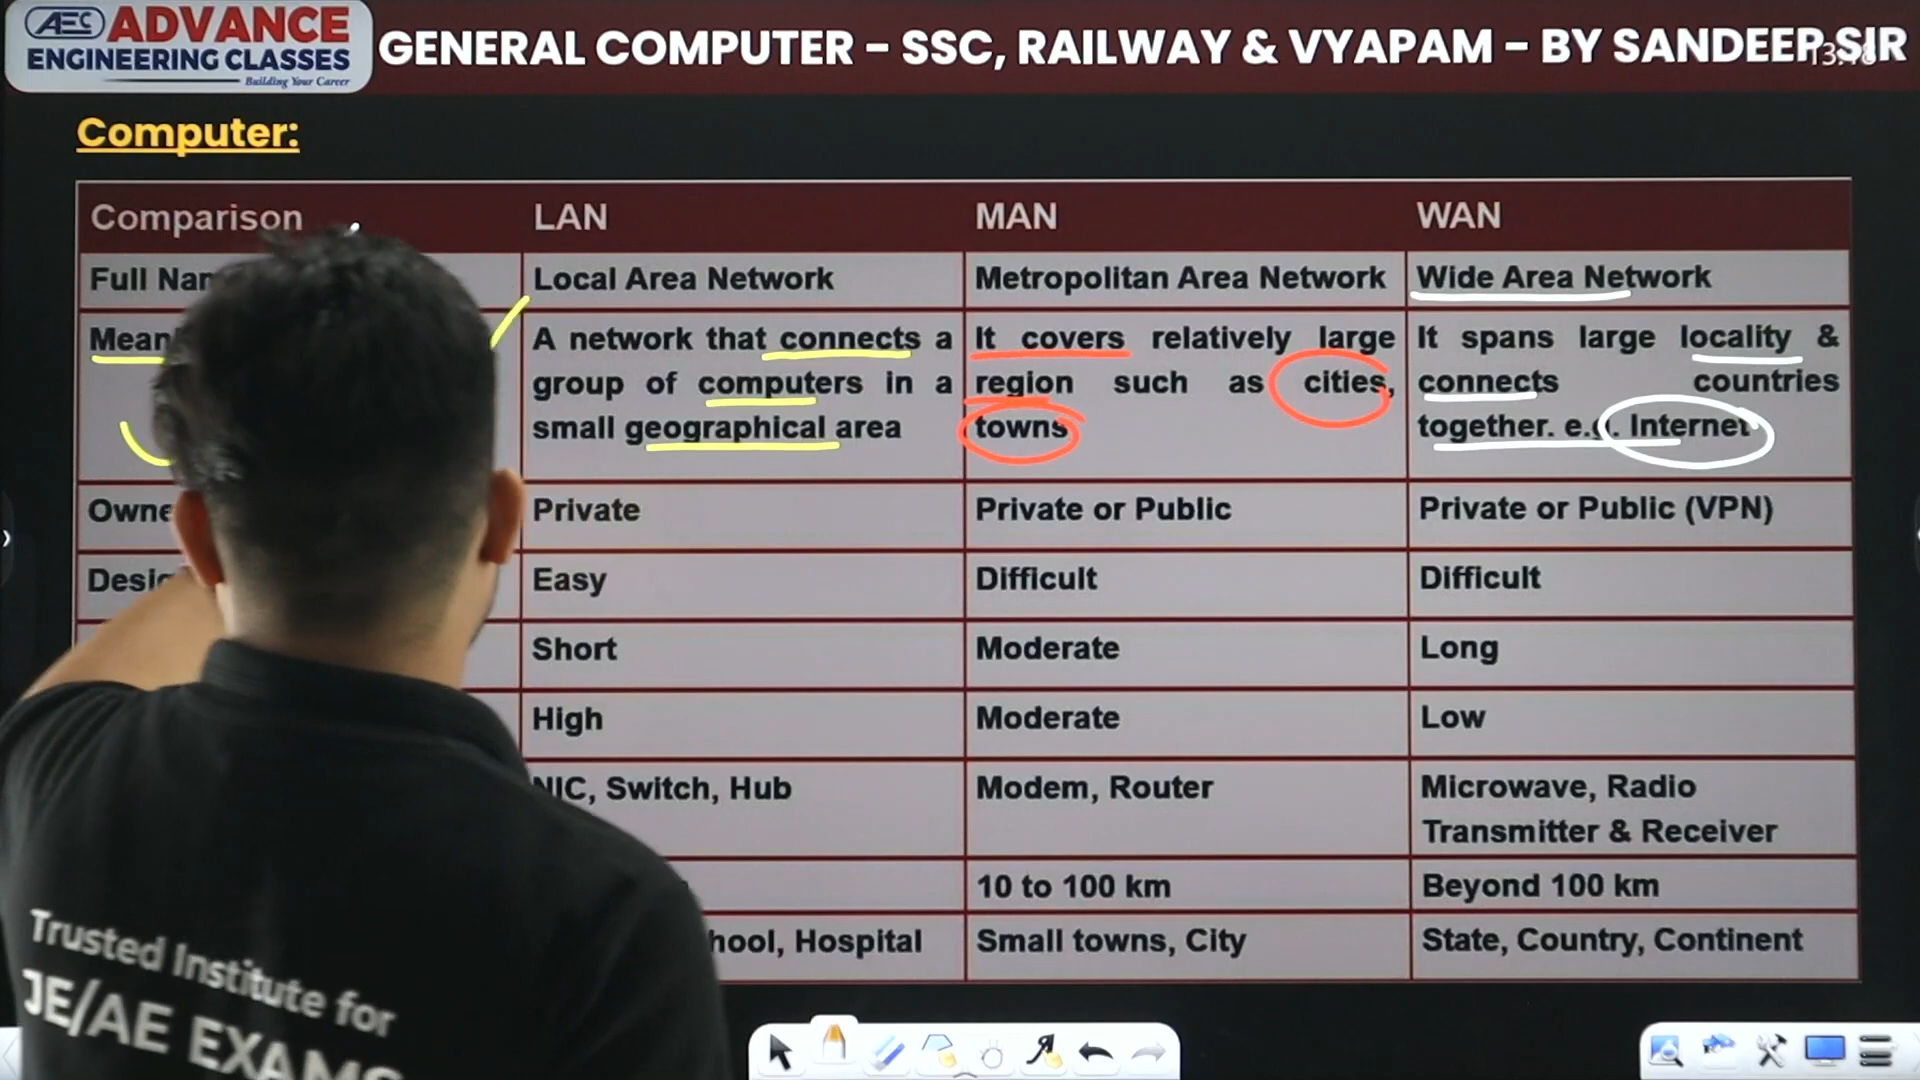 AEC ADVANCE
ENGINEERING CLASSES
Building Your Career
GENERAL COMPUTER – SSC, RAILWAY & VYAPAM – BY SANDEEP SIR
Computer:
Comparison LAN MAN WAN
Full Local Area Network Metropolitan Area Network Wide Area Network
A network that connects a group of computers in a small geographical area
It covers relatively large region such as cities, towns
It spans large locality & connects countries together. e.g. Internet
Private Private or Public Private or Public (VPN)
Easy Difficult Difficult
Short Moderate Long
High Moderate Low
NIC, Switch, Hub Modem, Router Microwave, Radio
Transmitter & Receiver
10 to 100 km Beyond 100 km
Hospital Small towns, City State, Country, Continent
Trusted Institute for
JE/AE EXAMS